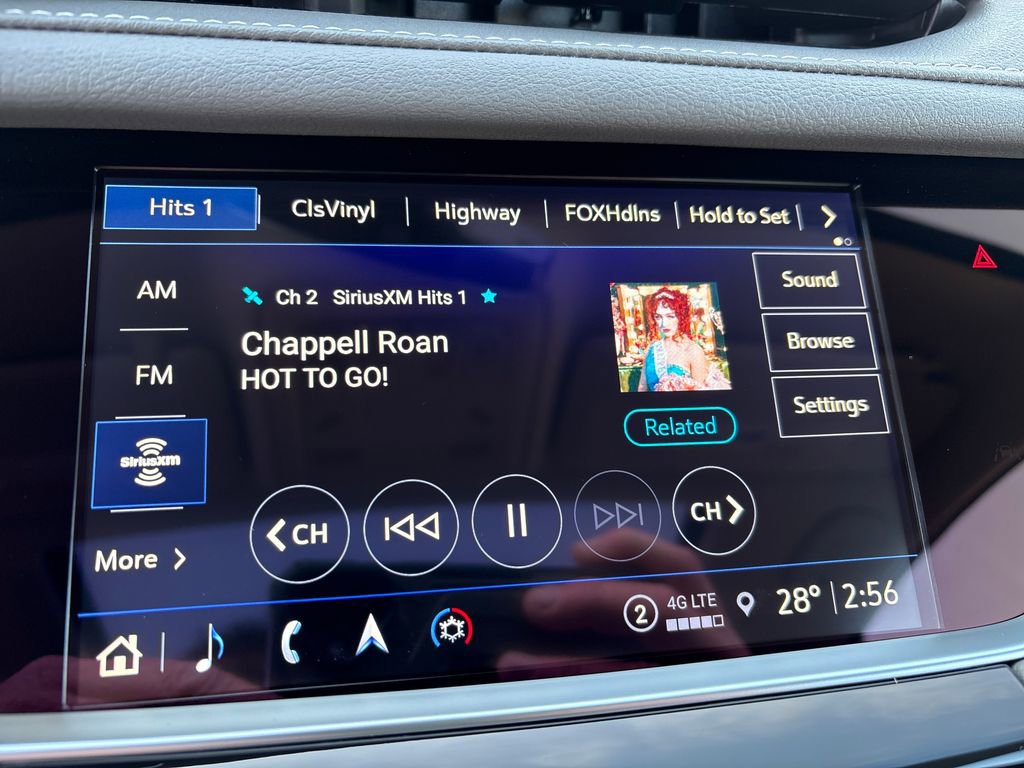 Hits 1
ClsVinyl
Highway
FOXHdlns
Hold to Set
AM
Ch 2 SiriusXM Hits 1
Sound
Chappell Roan
Browse
FM
HOT TO GO!
Settings
Related
SiriusXM
CH
CH
More
2
4G LTE
28°
2:56